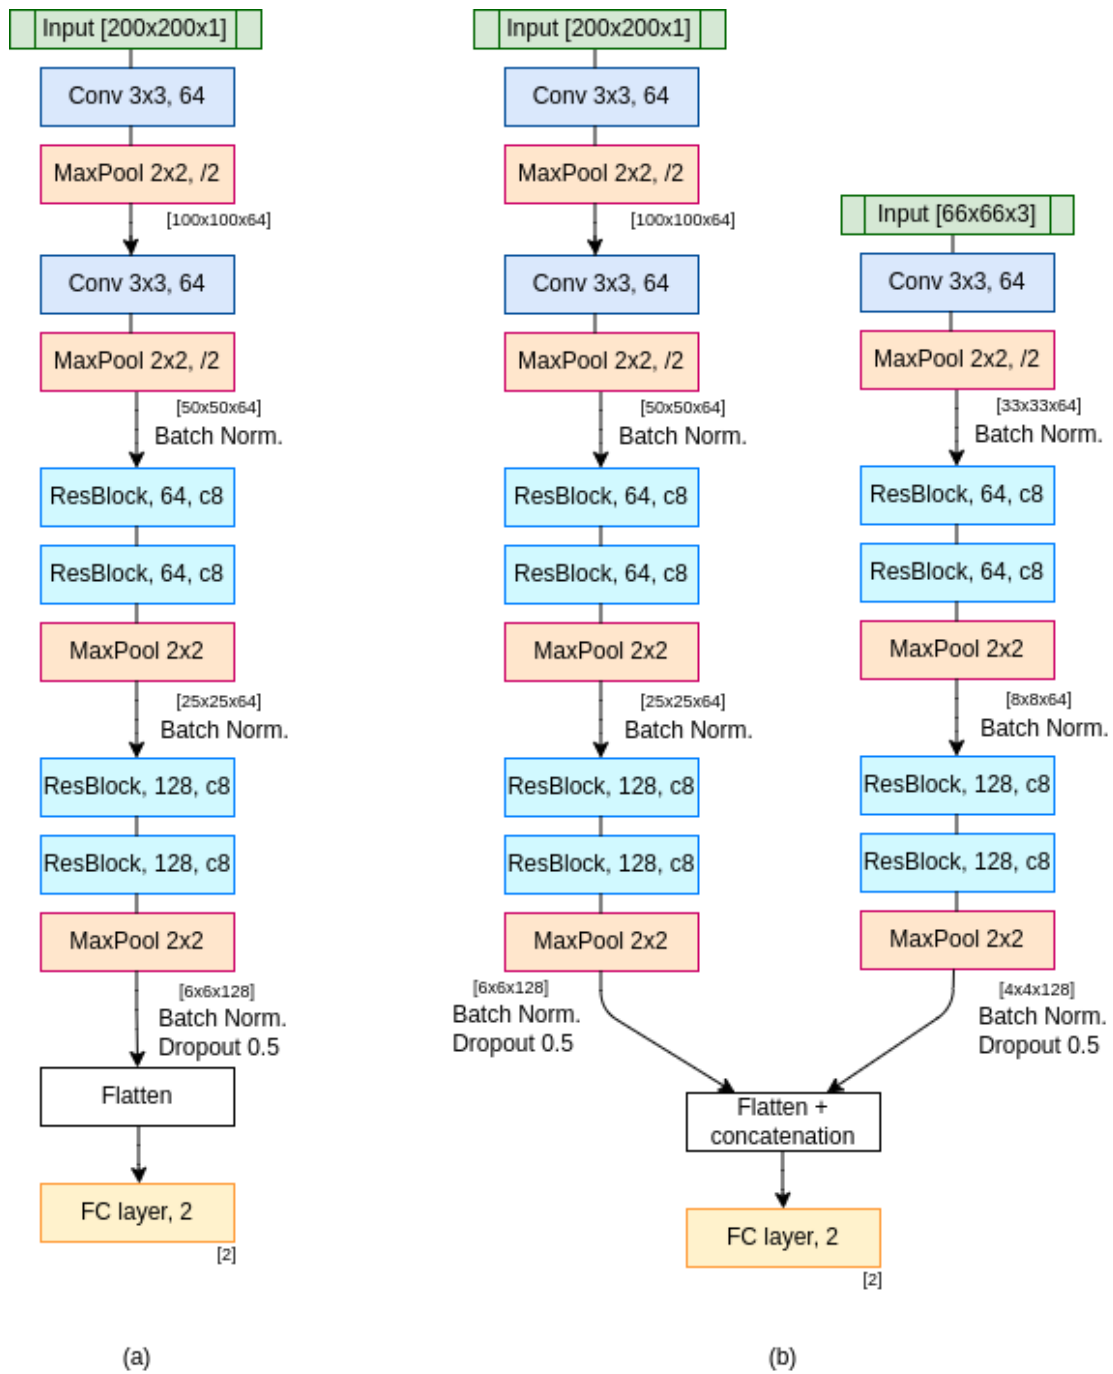 Input [200x200x1]
Conv 3x3, 64
MaxPool 2x2, /2
[100x100x64]
Conv 3x3, 64
MaxPool 2x2, /2
[50x50x64]
Batch Norm.
ResBlock, 64, c8
ResBlock, 64, c8
MaxPool 2x2
[25x25x64]
Batch Norm.
ResBlock, 128, c8
ResBlock, 128, c8
MaxPool 2x2
[6x6x128]
Batch Norm.
Dropout 0.5
Flatten
FC layer, 2
[2]
(a)
Input [200x200x1]
Conv 3x3, 64
MaxPool 2x2, /2
[100x100x64]
Conv 3x3, 64
MaxPool 2x2, /2
[50x50x64]
Batch Norm.
ResBlock, 64, c8
ResBlock, 64, c8
MaxPool 2x2
[25x25x64]
Batch Norm.
ResBlock, 128, c8
ResBlock, 128, c8
MaxPool 2x2
[6x6x128]
Batch Norm.
Dropout 0.5
Input [66x66x3]
Conv 3x3, 64
MaxPool 2x2, /2
[33x33x64]
Batch Norm.
ResBlock, 64, c8
ResBlock, 64, c8
MaxPool 2x2
[8x8x64]
Batch Norm.
ResBlock, 128, c8
ResBlock, 128, c8
MaxPool 2x2
[4x4x128]
Batch Norm.
Dropout 0.5
Flatten +
concatenation
FC layer, 2
[2]
(b)